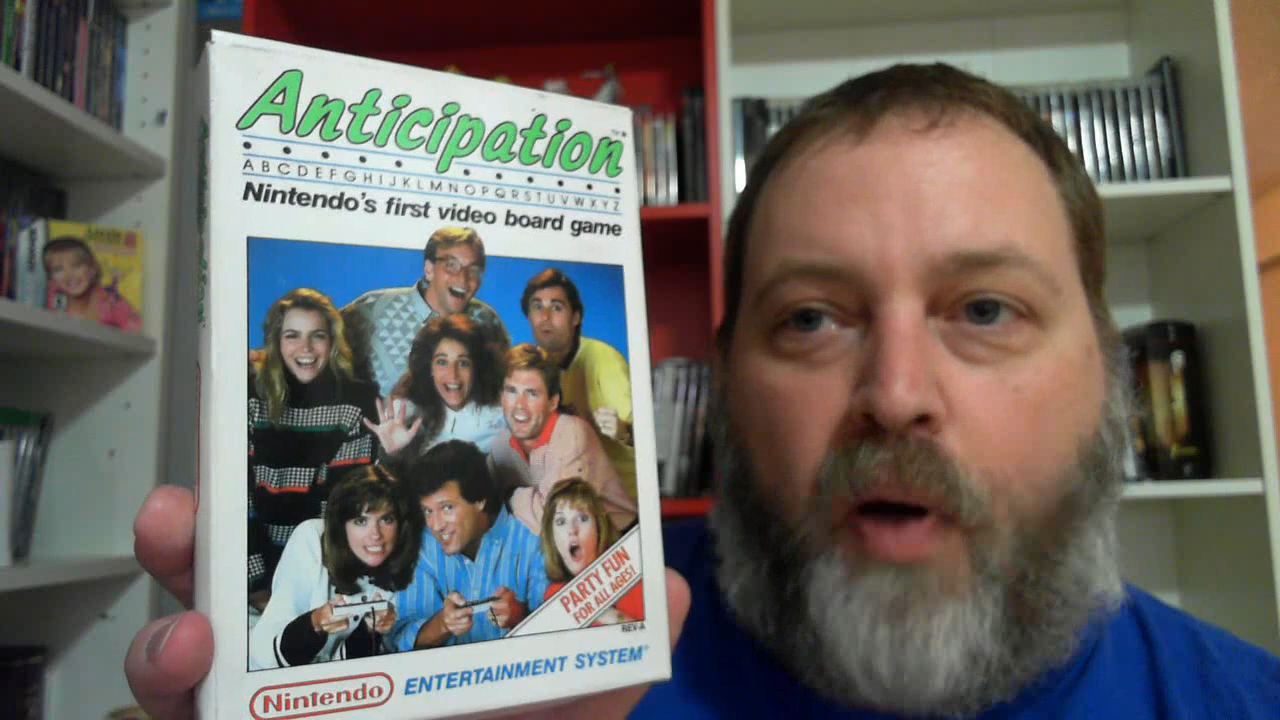 Anticipation
ABCDEFGHIJKLMNOPQRSTUVWXYZ
Nintendo's first video board game
PARTY FUN
FOR ALL AGES!
REV-A
Nintendo ENTERTAINMENT SYSTEM